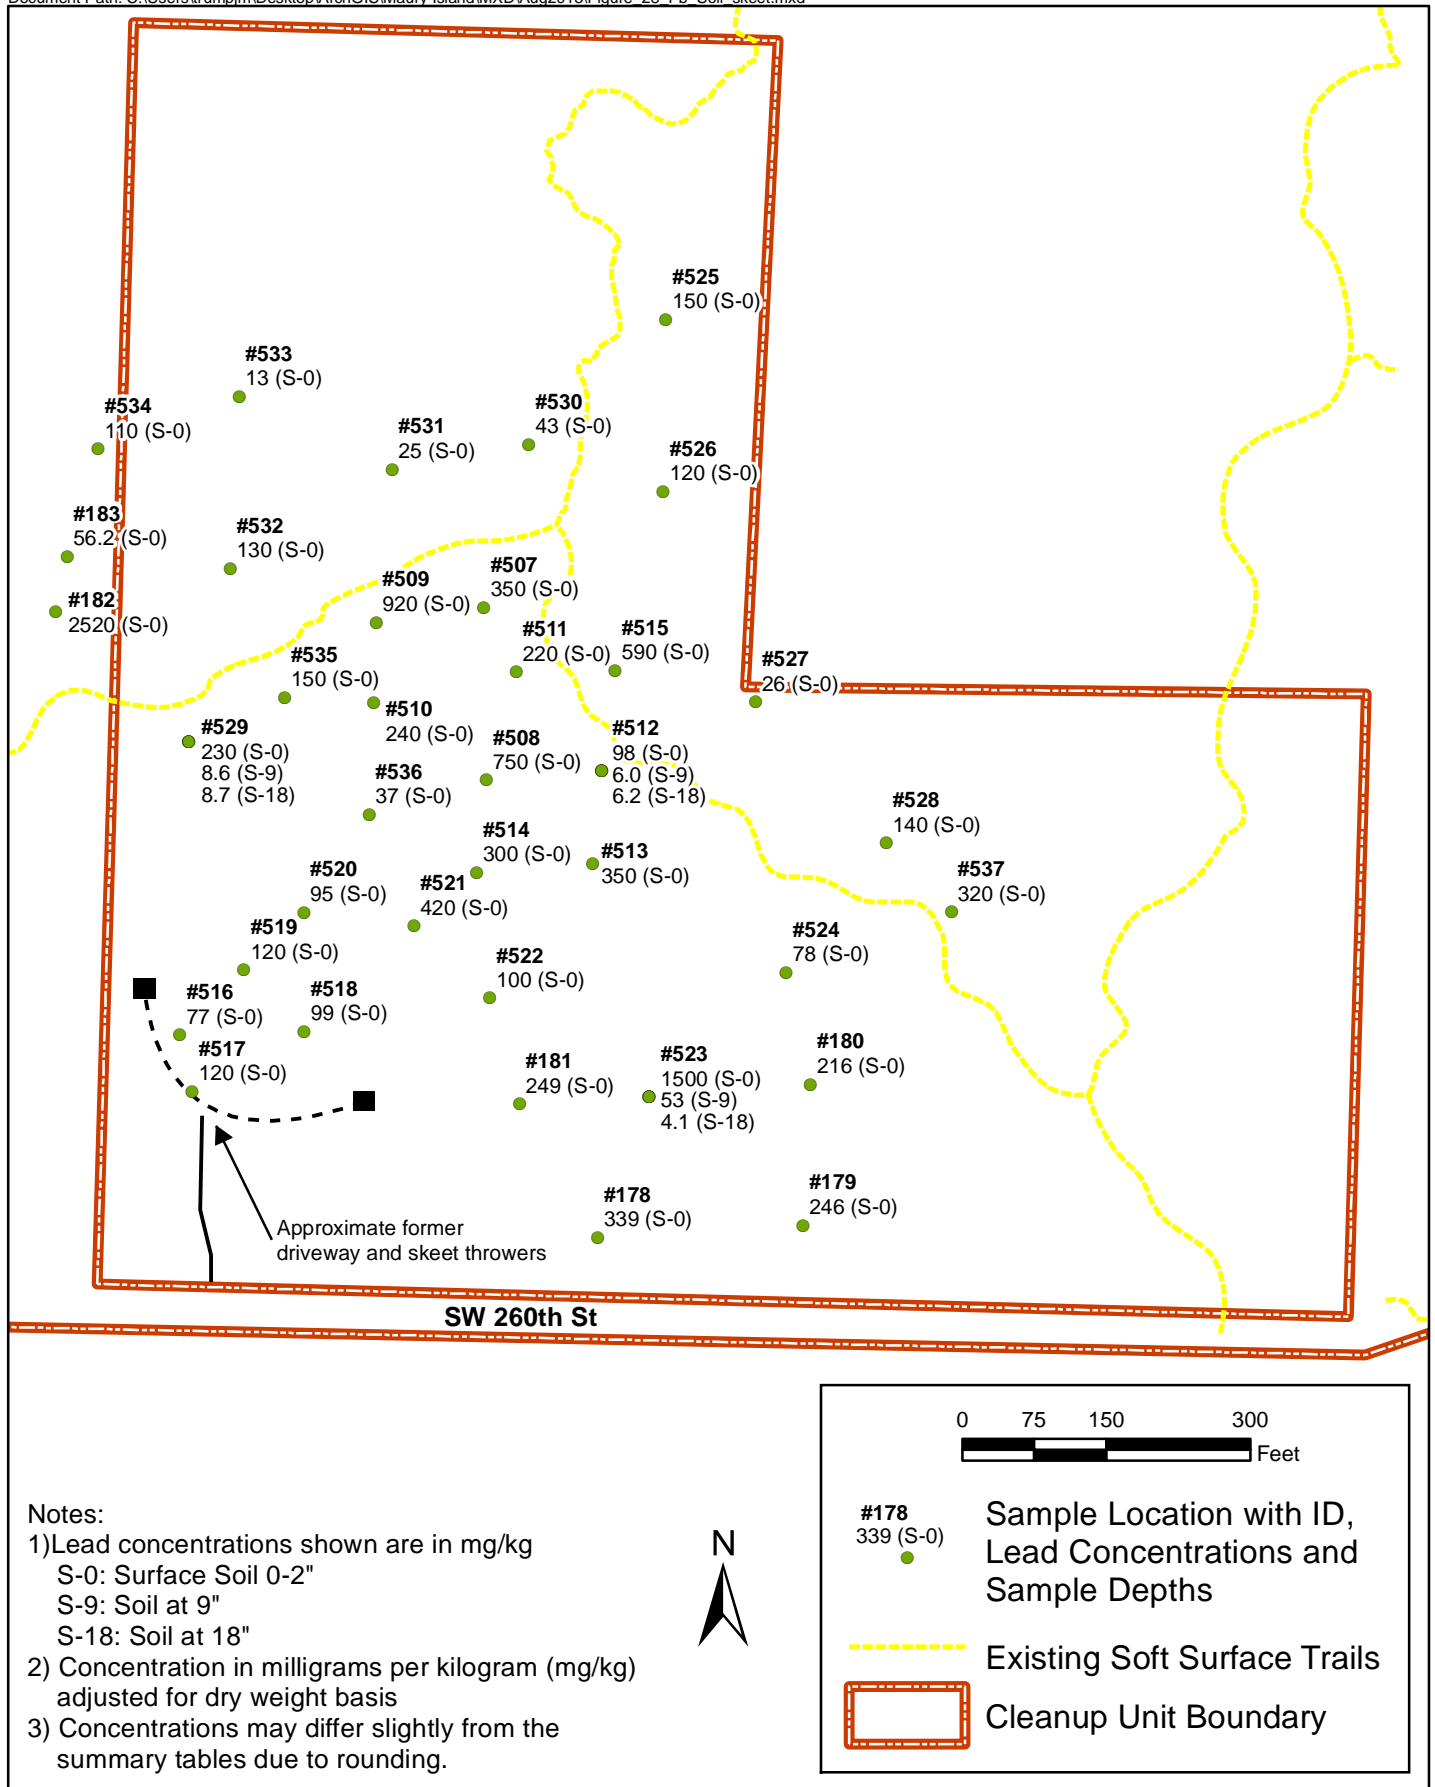 #525
150 (S-0)
#533
13 (S-0)
#534
110 (S-0)
#531
25 (S-0)
#530
43 (S-0)
#526
120 (S-0)
#183
56.2 (S-0)
#532
130 (S-0)
#182
2520 (S-0)
#509
920 (S-0)
#507
350 (S-0)
#511
220 (S-0)
#515
590 (S-0)
#527
26 (S-0)
#535
150 (S-0)
#510
240 (S-0)
#529
230 (S-0)
8.6 (S-9)
8.7 (S-18)
#508
750 (S-0)
#512
98 (S-0)
6.0 (S-9)
6.2 (S-18)
#536
37 (S-0)
#528
140 (S-0)
#514
300 (S-0)
#513
350 (S-0)
#520
95 (S-0)
#521
420 (S-0)
#537
320 (S-0)
#519
120 (S-0)
#522
100 (S-0)
#524
78 (S-0)
#516
77 (S-0)
#518
99 (S-0)
#517
120 (S-0)
#181
249 (S-0)
#523
1500 (S-0)
53 (S-9)
4.1 (S-18)
#180
216 (S-0)
#178
339 (S-0)
#179
246 (S-0)
Approximate former
driveway and skeet throwers
SW 260th St
0 75 150 300
Feet
#178
339 (S-0)
Sample Location with ID,
Lead Concentrations and
Sample Depths
Existing Soft Surface Trails
Cleanup Unit Boundary
N
Notes:
1)Lead concentrations shown are in mg/kg
S-0: Surface Soil 0-2"
S-9: Soil at 9"
S-18: Soil at 18"
2) Concentration in milligrams per kilogram (mg/kg)
adjusted for dry weight basis
3) Concentrations may differ slightly from the
summary tables due to rounding.